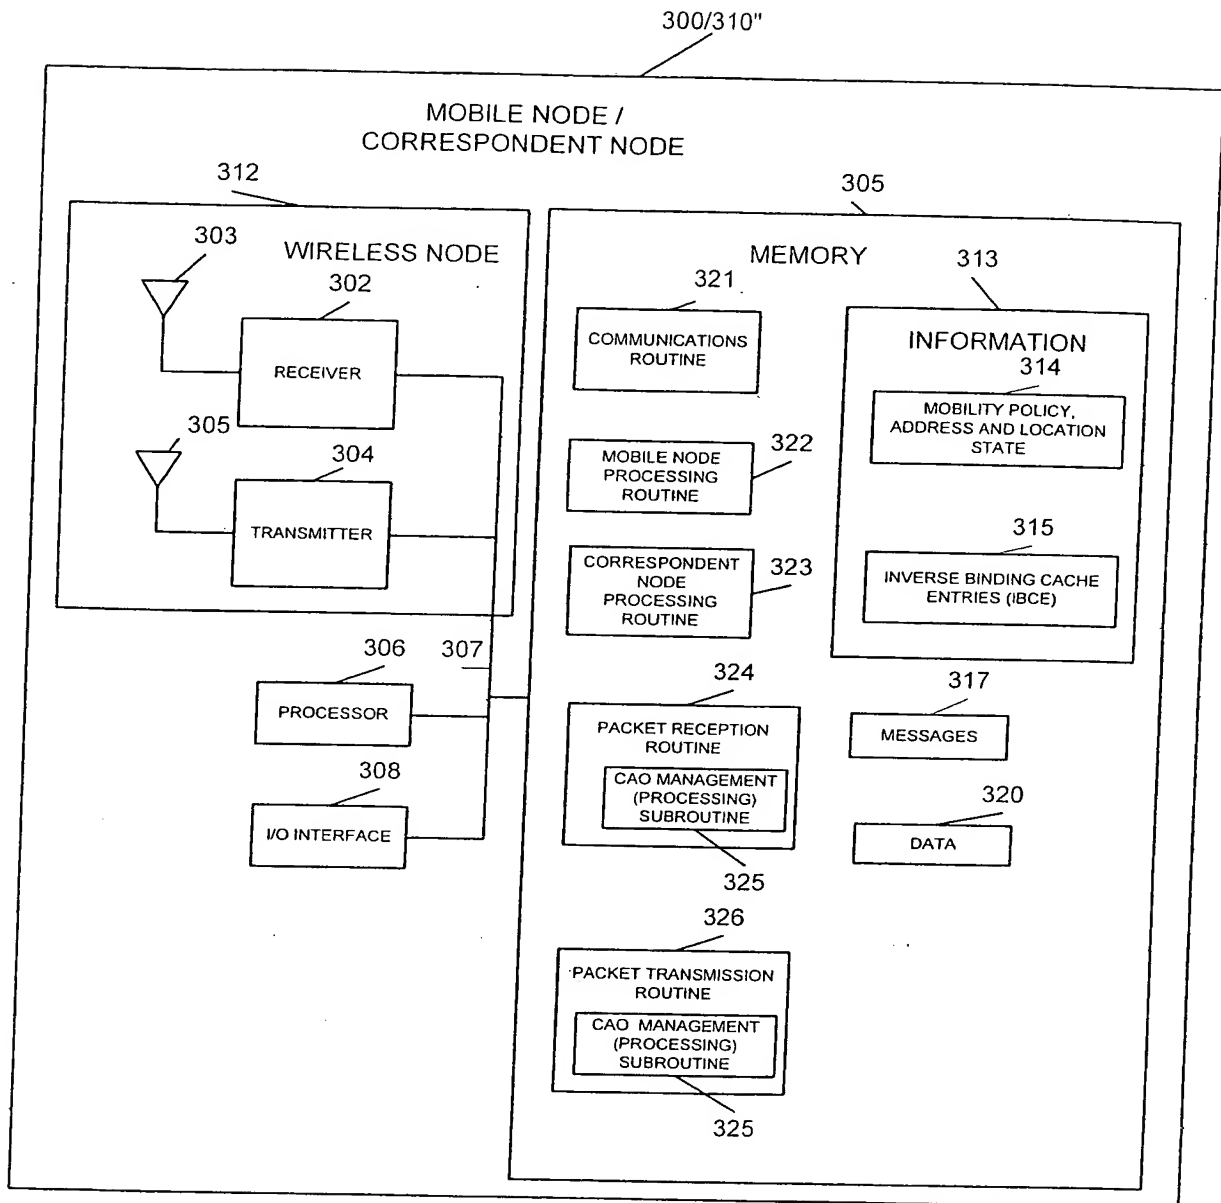 300/310"
MOBILE NODE /
CORRESPONDENT NODE
312
305
WIRELESS NODE
303
302
RECEIVER
305
304
TRANSMITTER
306
307
PROCESSOR
308
I/O INTERFACE
MEMORY
321
COMMUNICATIONS
ROUTINE
MOBILE NODE
PROCESSING
ROUTINE
322
CORRESPONDENT
NODE
PROCESSING
ROUTINE
323
324
PACKET RECEPTION
ROUTINE
CAO MANAGEMENT
(PROCESSING)
SUBROUTINE
325
326
PACKET TRANSMISSION
ROUTINE
CAO MANAGEMENT
(PROCESSING)
SUBROUTINE
325
313
INFORMATION
314
MOBILITY POLICY,
ADDRESS AND LOCATION
STATE
315
INVERSE BINDING CACHE
ENTRIES (IBCE)
317
MESSAGES
320
DATA